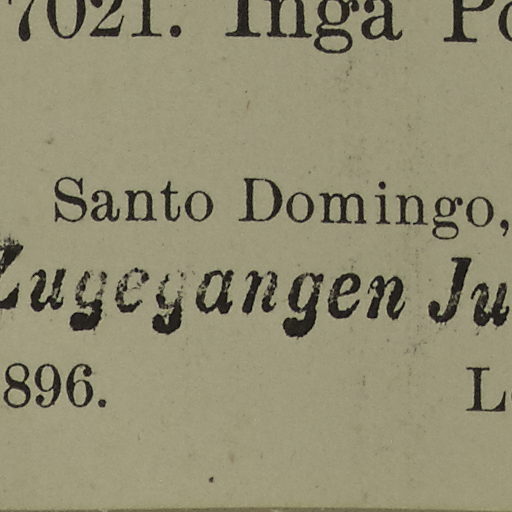 7021. Inga Po
Santo Domingo,
Zugegangen Ju
896.
L